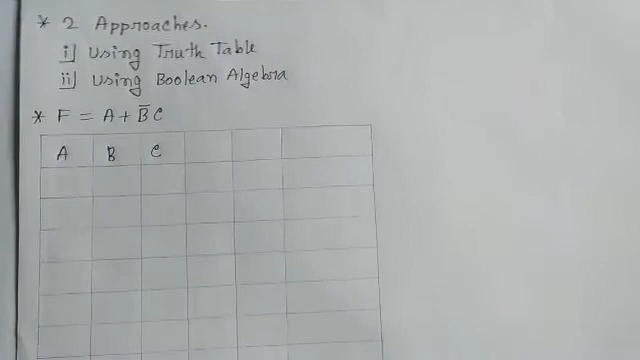 * 2 Approaches.
i] Using Truth Table
ii] Using Boolean Algebra
* F = A + B̅ C
A B C